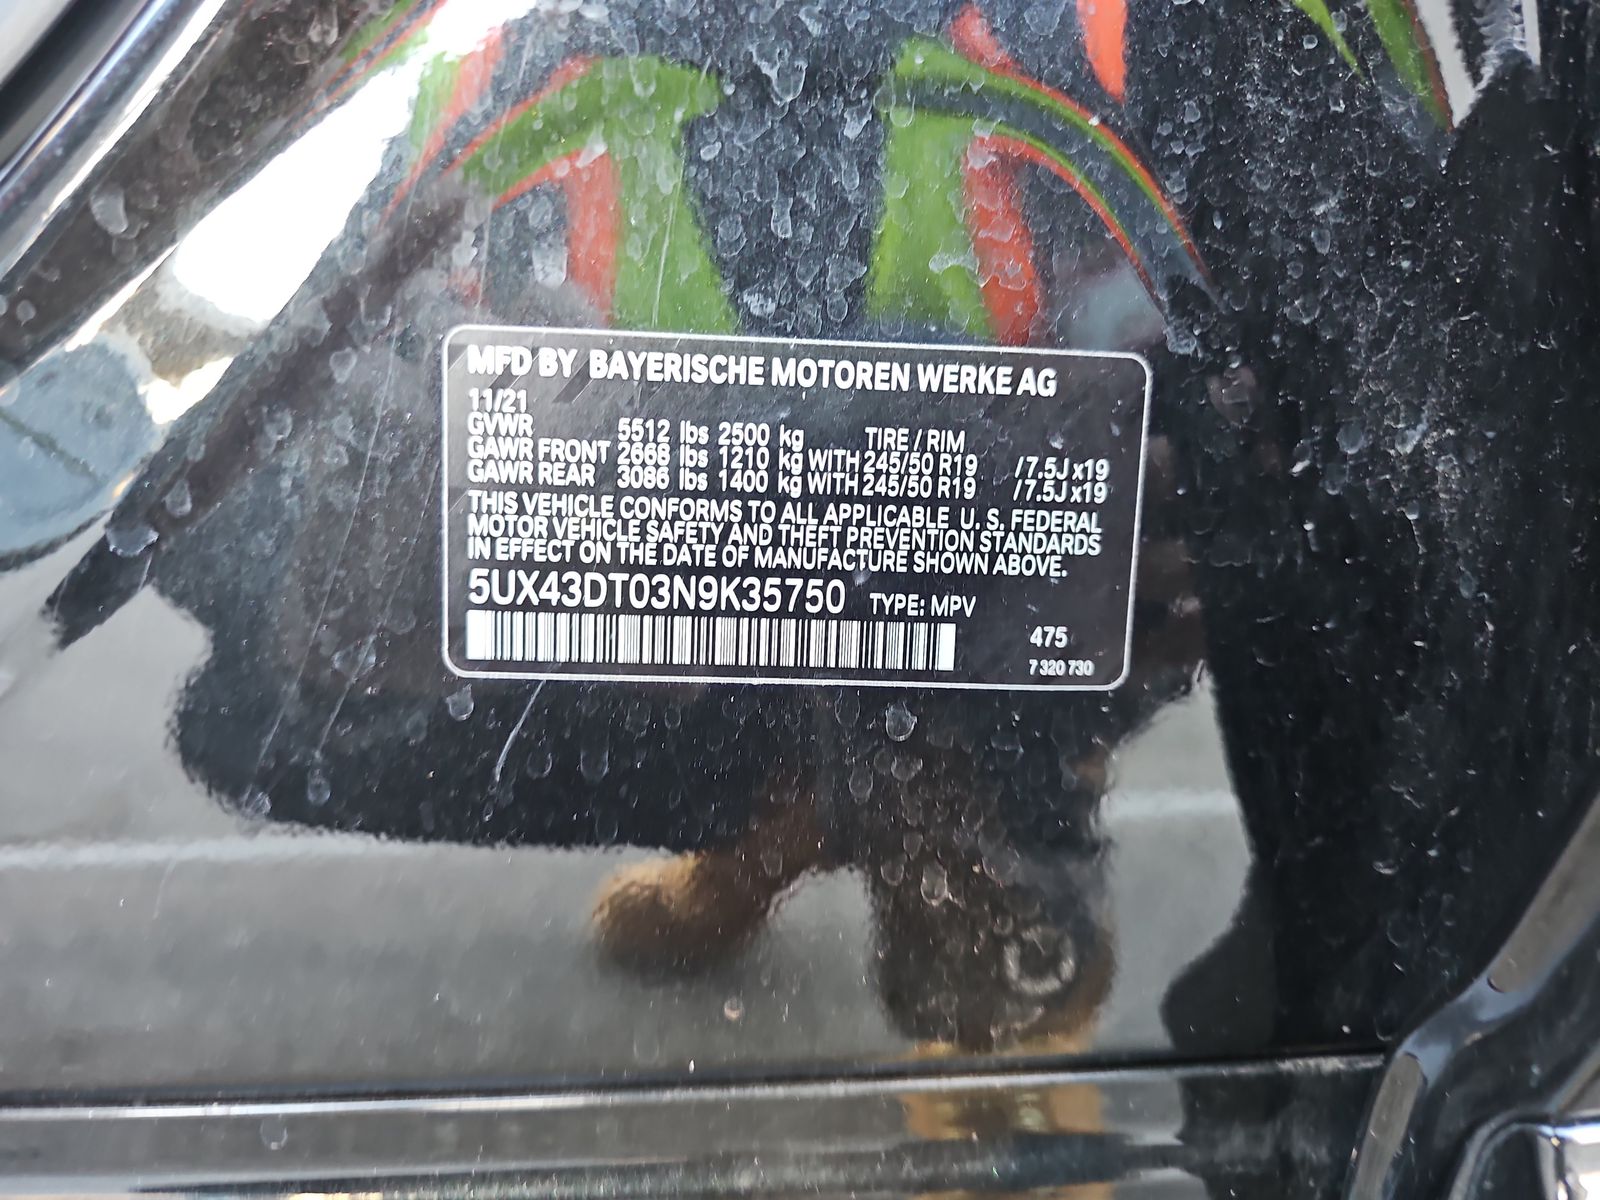 MFD BY BAYERISCHE MOTOREN WERKE AG
11/21
GVWR 5512 lbs 2500 kg TIRE / RIM
GAWR FRONT 2668 lbs 1210 kg WITH 245/50 R19 /7.5J x19
GAWR REAR 3086 lbs 1400 kg WITH 245/50 R19 /7.5J x19
THIS VEHICLE CONFORMS TO ALL APPLICABLE U. S. FEDERAL
MOTOR VEHICLE SAFETY AND THEFT PREVENTION STANDARDS
IN EFFECT ON THE DATE OF MANUFACTURE SHOWN ABOVE.
5UX43DT03N9K35750 TYPE: MPV
475
7 320 730